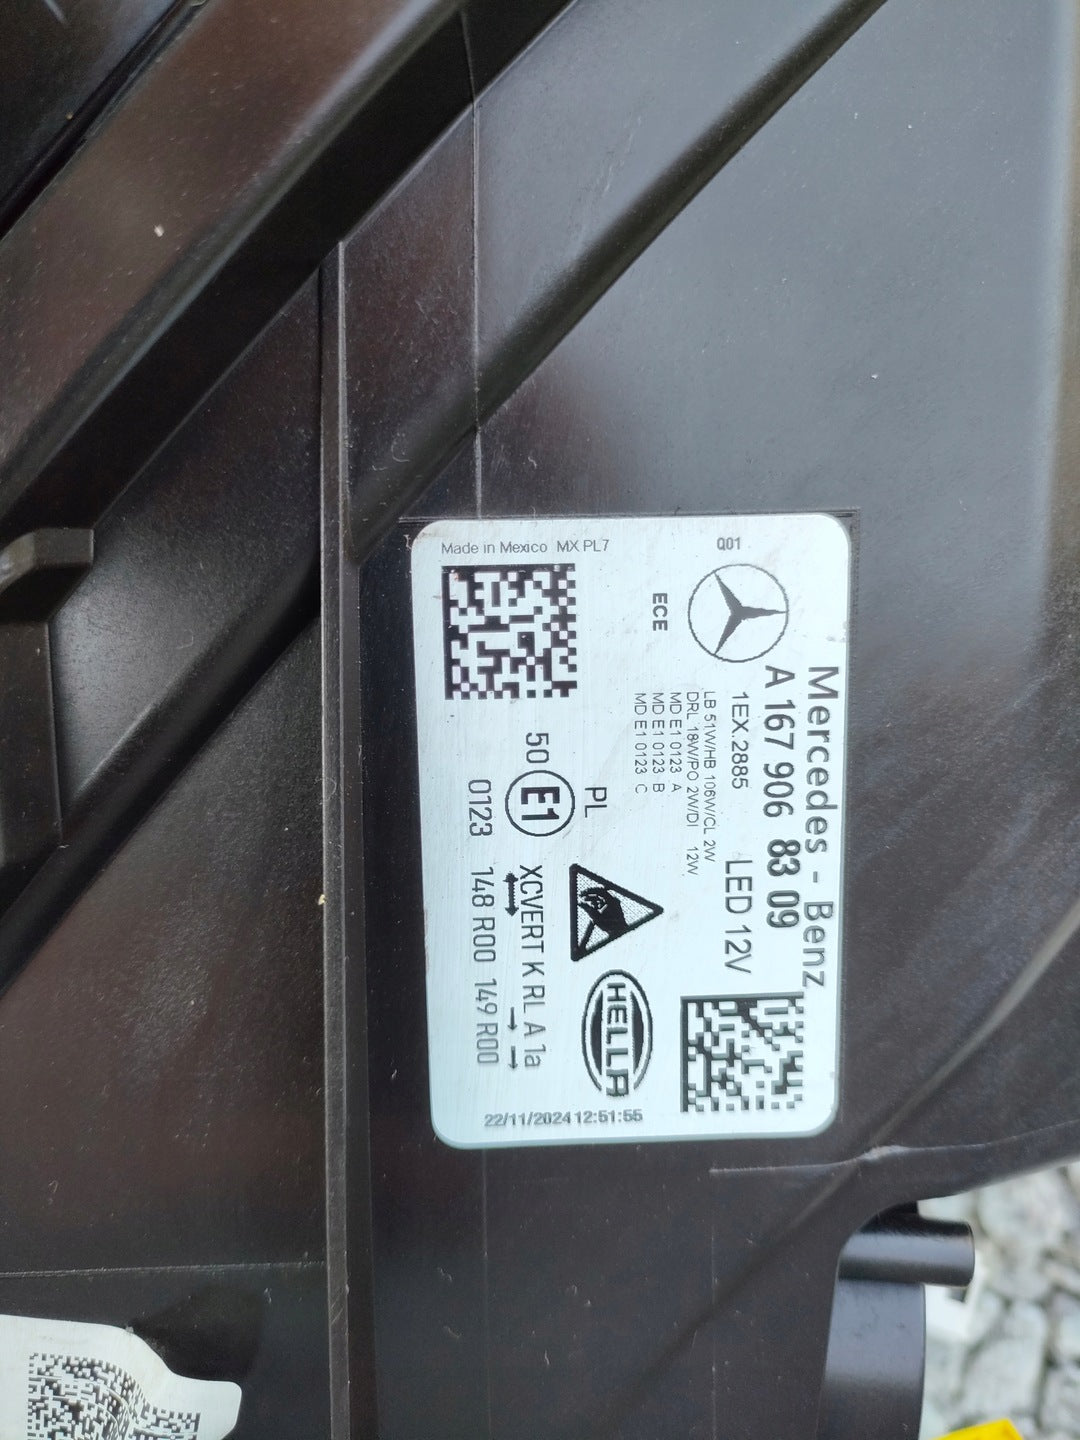 Mercedes - Benz
A 167 906 83 09
1EX.2885 LED 12V
LB 51W/HB 106W/CL 2W
DRL 18W/PO 2W/DI 12W
MD E1 0123 A
MD E1 0123 B
MD E1 0123 C
ECE
Q01
HELLA
PL
50 E1 XCVERT K RL A 1a
0123 148 R00 149 R00
Made in Mexico MX PL7
22/11/2024 12:51:55